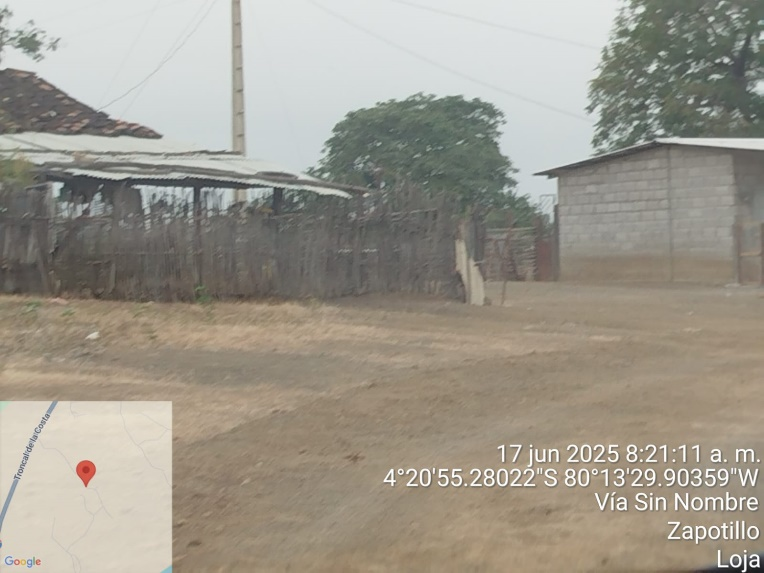 17 jun 2025 8:21:11 a. m.
4°20'55.28022"S 80°13'29.90359"W
Vía Sin Nombre
Zapotillo
Loja
Troncal de la Costa
Google